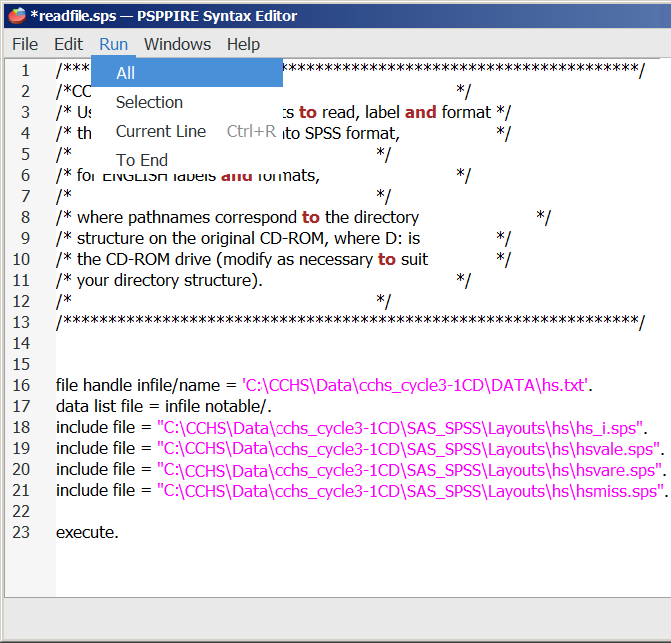 *readfile.sps — PSPPIRE Syntax Editor
File Edit Run Windows Help
All
Selection
Current Line Ctrl+R
To End
1 /*** ************************************/
2 /*CC */
3 /* Us ts to read, label and format */
4 /* th nto SPSS format, */
5 /* */
6 /* for ENGLISH labels and formats, */
7 /* */
8 /* where pathnames correspond to the directory */
9 /* structure on the original CD-ROM, where D: is */
10 /* the CD-ROM drive (modify as necessary to suit */
11 /* your directory structure). */
12 /* */
13 /****************************************************************/
14
15
16 file handle infile/name = 'C:\CCHS\Data\cchs_cycle3-1CD\DATA\hs.txt'.
17 data list file = infile notable/.
18 include file = "C:\CCHS\Data\cchs_cycle3-1CD\SAS_SPSS\Layouts\hs\hs_i.sps".
19 include file = "C:\CCHS\Data\cchs_cycle3-1CD\SAS_SPSS\Layouts\hs\hsvale.sps".
20 include file = "C:\CCHS\Data\cchs_cycle3-1CD\SAS_SPSS\Layouts\hs\hsvare.sps".
21 include file = "C:\CCHS\Data\cchs_cycle3-1CD\SAS_SPSS\Layouts\hs\hsmiss.sps".
22
23 execute.